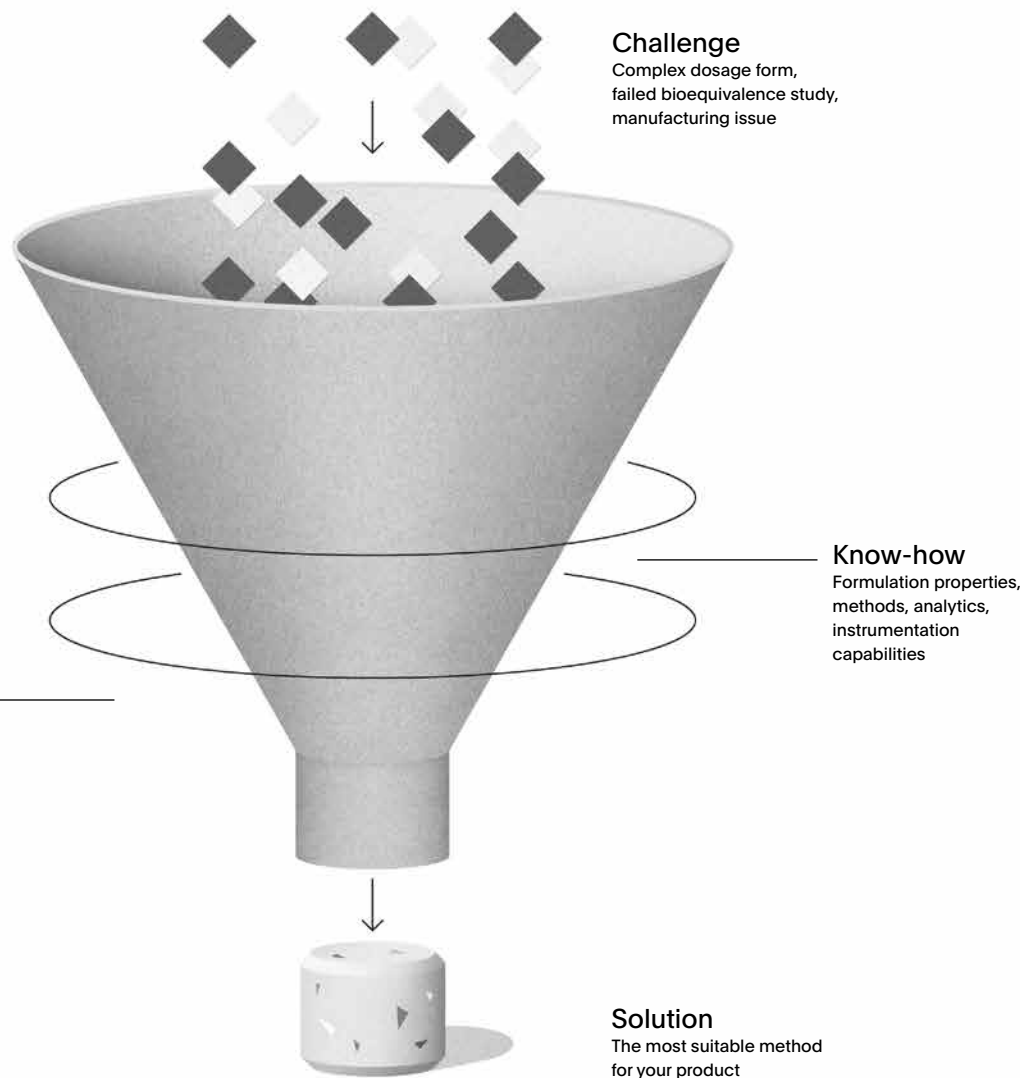 Challenge
Complex dosage form,
failed bioequivalence study,
manufacturing issue
Know-how
Formulation properties,
methods, analytics,
instrumentation
capabilities
Solution
The most suitable method
for your product